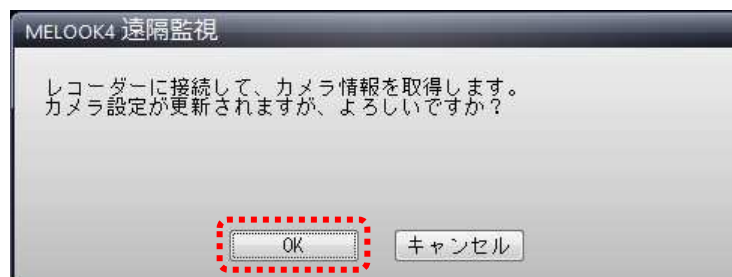 MELOOK4 遠隔監視
レコーダーに接続して、カメラ情報を取得します。
カメラ設定が更新されますが、よろしいですか？
OK
キャンセル